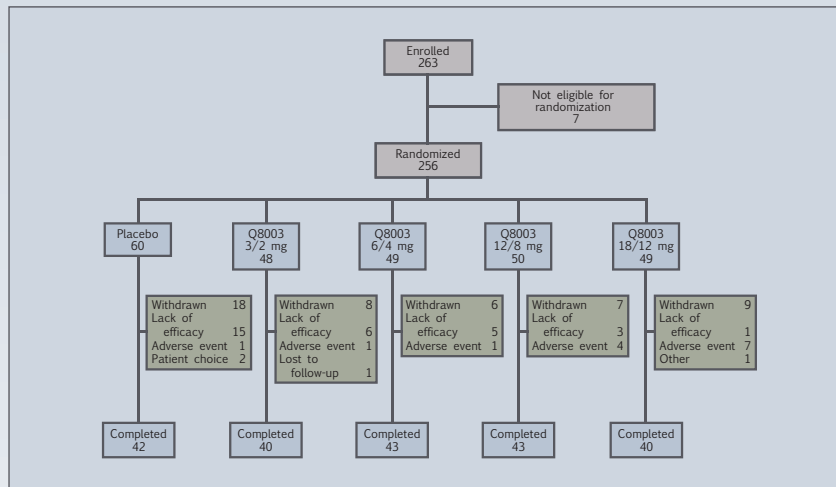 Enrolled
263
Not eligible for
randomization
7
Randomized
256
Placebo
60
Q8003
3/2 mg
48
Q8003
6/4 mg
49
Q8003
12/8 mg
50
Q8003
18/12 mg
49
Withdrawn 18
Lack of
efficacy 15
Adverse event 1
Patient choice 2
Withdrawn 8
Lack of
efficacy 6
Adverse event 1
Lost to
follow-up 1
Withdrawn 6
Lack of
efficacy 5
Adverse event 1
Withdrawn 7
Lack of
efficacy 3
Adverse event 4
Withdrawn 9
Lack of
efficacy 1
Adverse event 7
Other 1
Completed
42
Completed
40
Completed
43
Completed
43
Completed
40